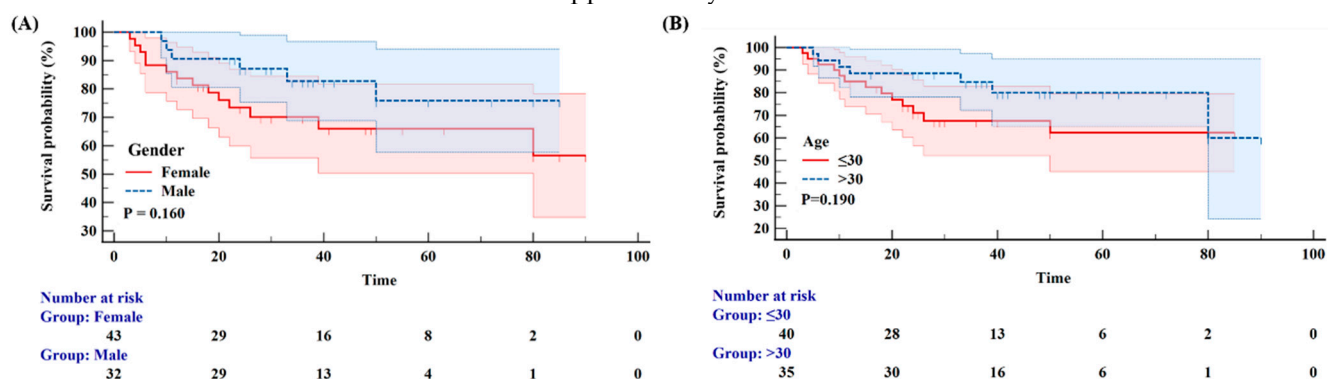 (A)
Survival probability (%)
100
90
80
70
60
50
40
30
Gender
Female
Male
P = 0.160
0 20 40 60 80 100
Time
Number at risk
Group: Female
43 29 16 8 2 0
Group: Male
32 29 13 4 1 0
(B)
Survival probability (%)
100
90
80
70
60
50
40
30
20
Age
≤30
>30
P=0.190
0 20 40 60 80 100
Time
Number at risk
Group: ≤30
40 28 13 6 2 0
Group: >30
35 30 16 6 1 0